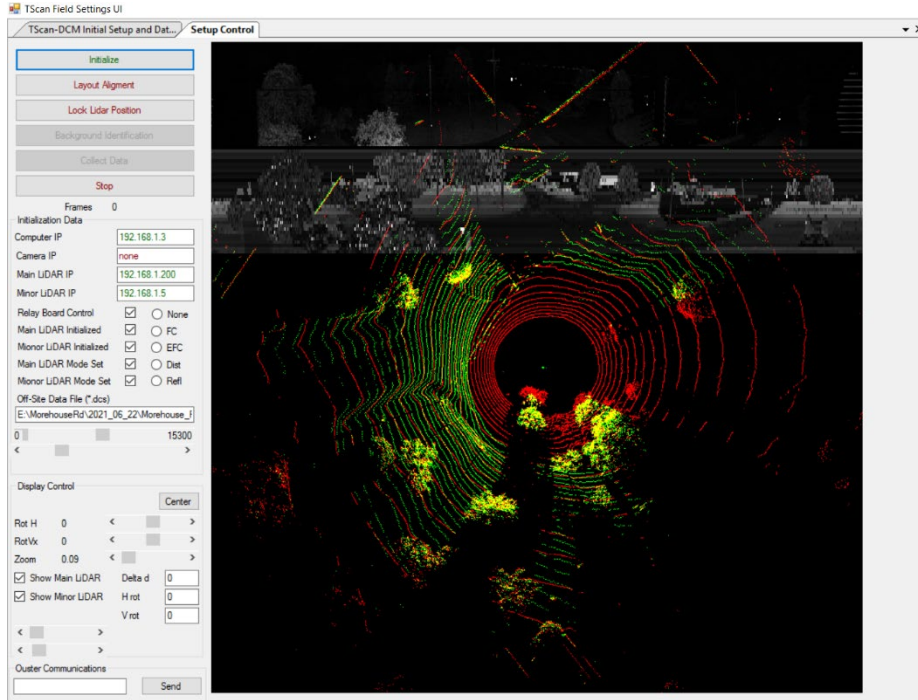 TScan Field Settings UI
TScan-DCM Initial Setup and Dat... Setup Control
Initialize
Layout Aligment
Lock Lidar Position
Background Identification
Collect Data
Stop
Frames 0
Initialization Data
Computer IP 192.168.1.3
Camera IP none
Main LiDAR IP 192.168.1.200
Minor LiDAR IP 192.168.1.5
Relay Board Control None
Main LiDAR Initialized FC
Monor LiDAR Initialized EFC
Main LiDAR Mode Set Dist
Monor LiDAR Mode Set Refl
Off-Site Data File (*.dcs)
E:\MorehouseRd\2021_06_22\Morehouse_F
0 15300
Display Control
Center
Rot H 0
RotVx 0
Zoom 0.09
Show Main LiDAR Delta d 0
Show Minor LiDAR H rot 0
V rot 0
Ouster Communications
Send